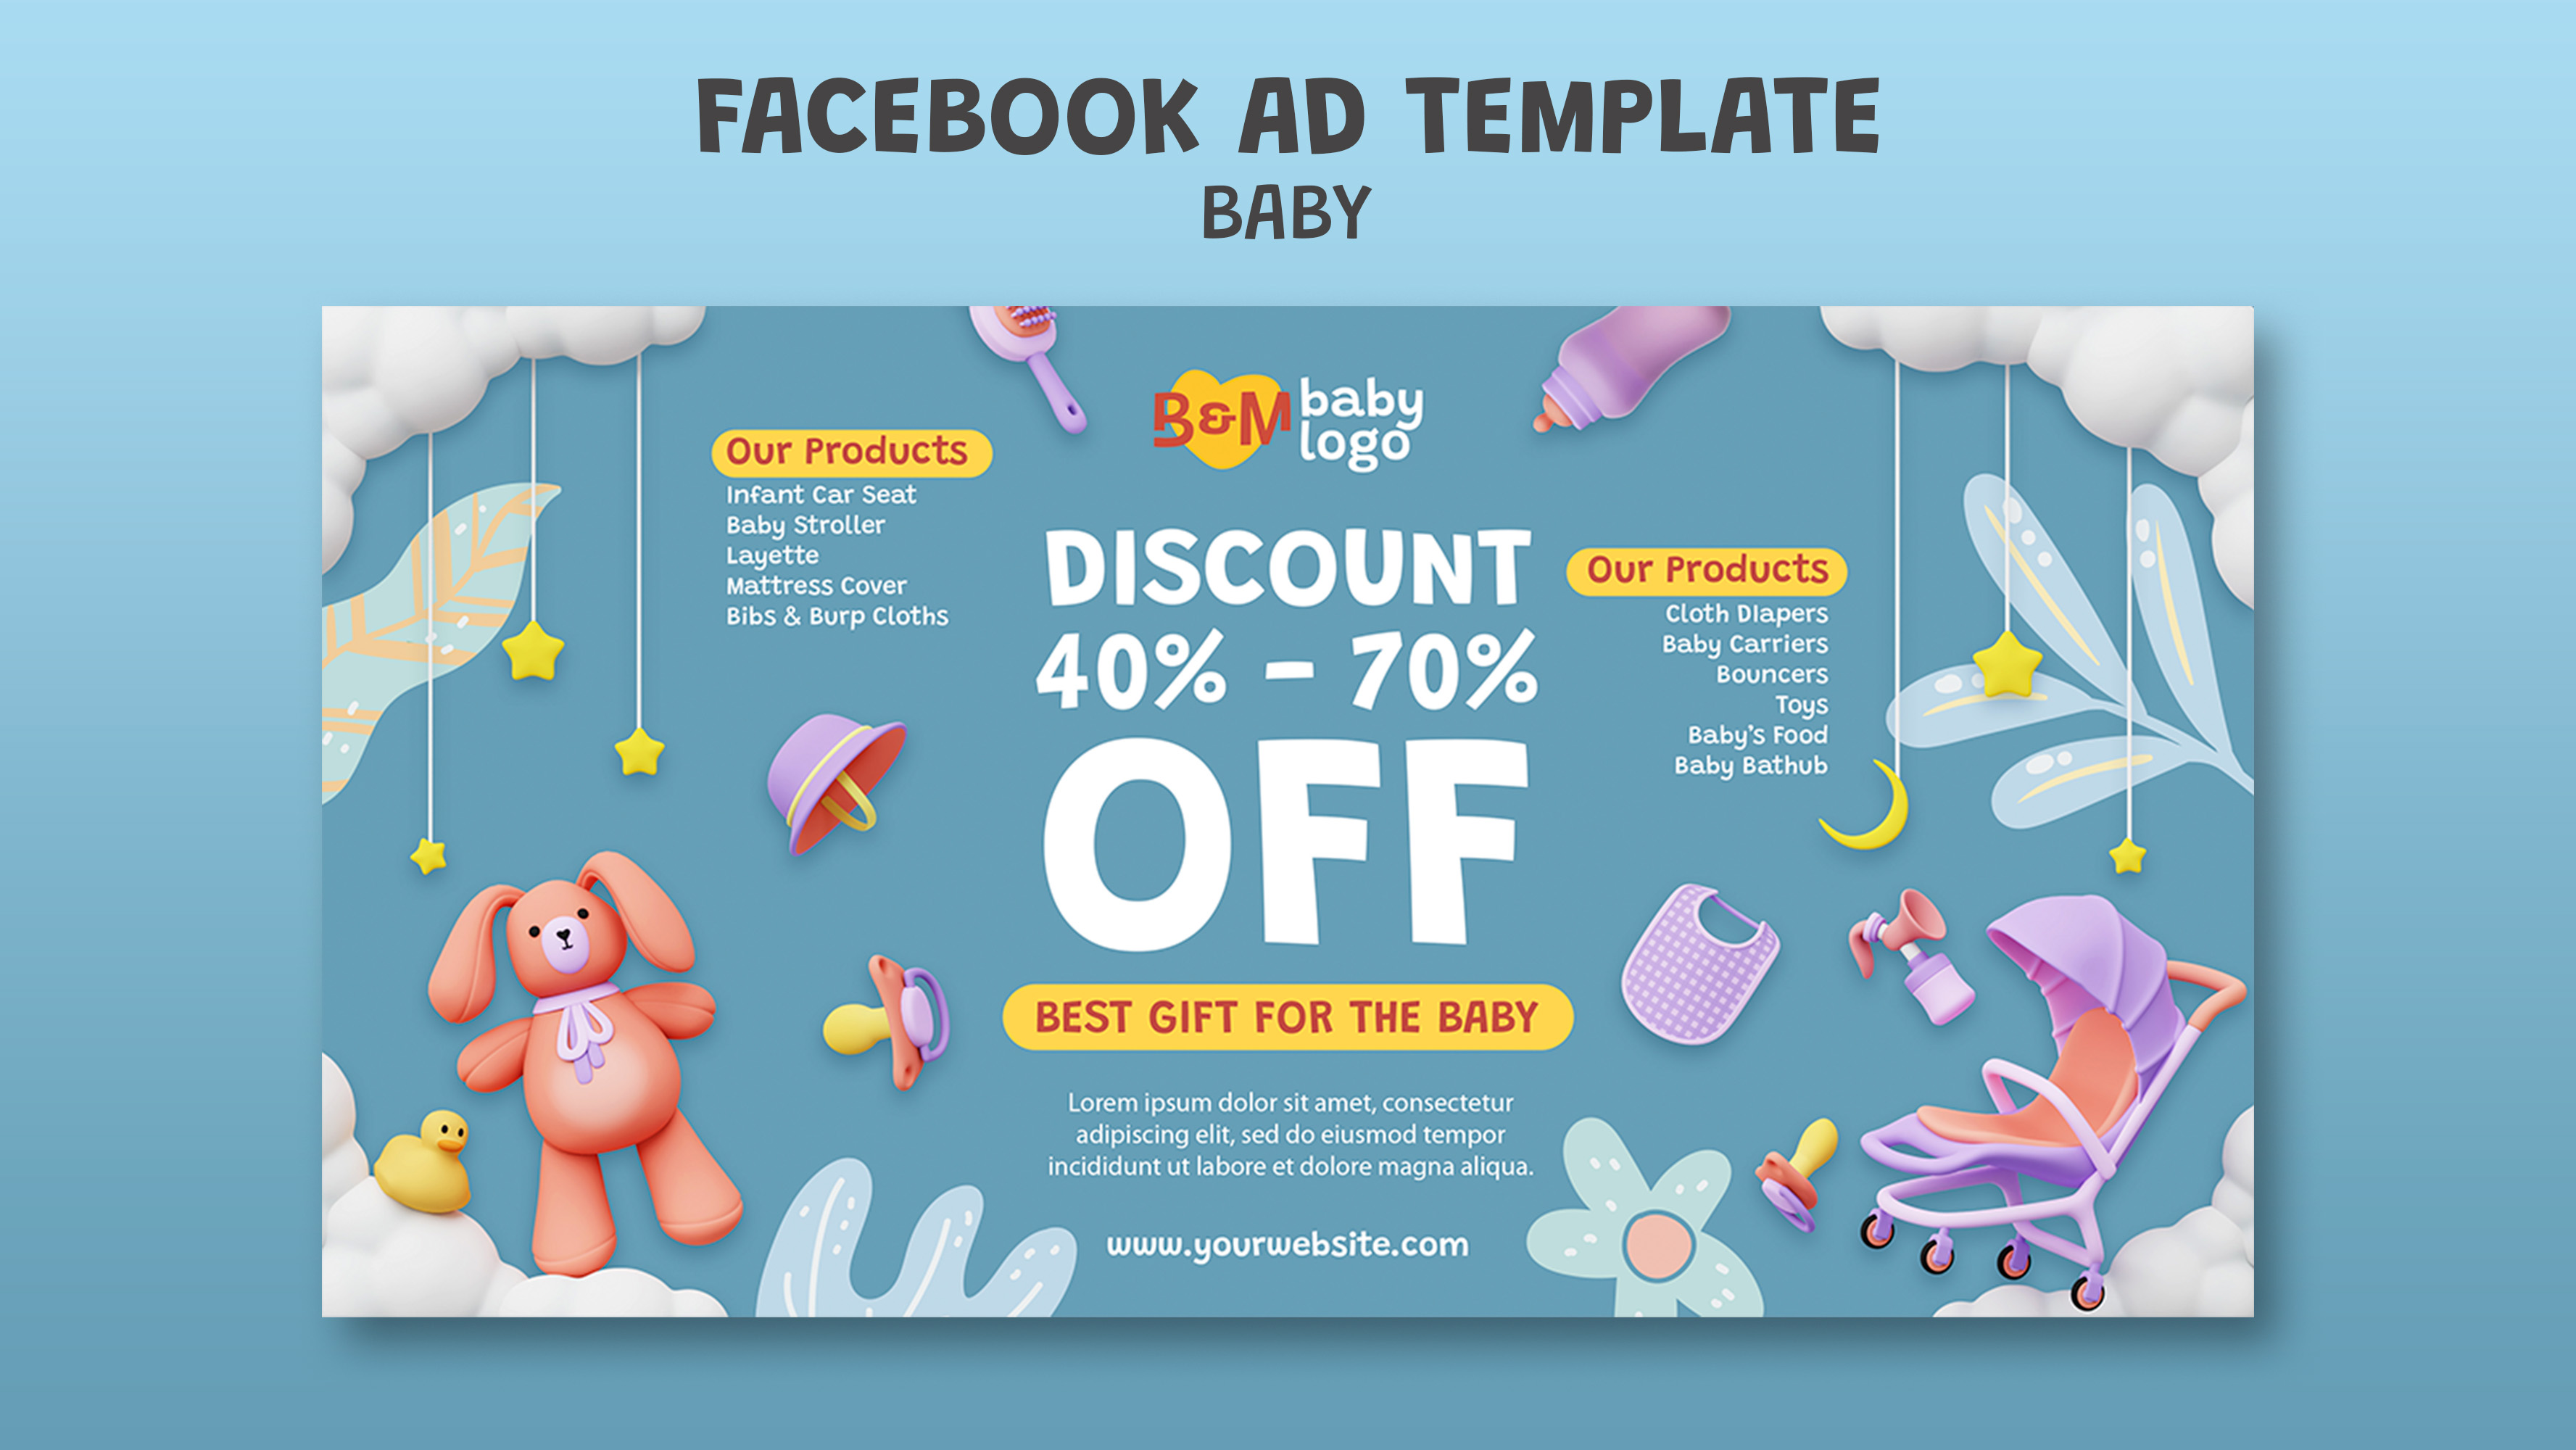 FACEBOOK AD TEMPLATE
BABY
B&M baby
logo
Our Products
Infant Car Seat
Baby Stroller
Layette
Mattress Cover
Bibs & Burp Cloths
DISCOUNT
40% - 70%
OFF
Our Products
Cloth DIapers
Baby Carriers
Bouncers
Toys
Baby's Food
Baby Bathub
BEST GIFT FOR THE BABY
Lorem ipsum dolor sit amet, consectetur
adipiscing elit, sed do eiusmod tempor
incididunt ut labore et dolore magna aliqua.
www.yourwebsite.com